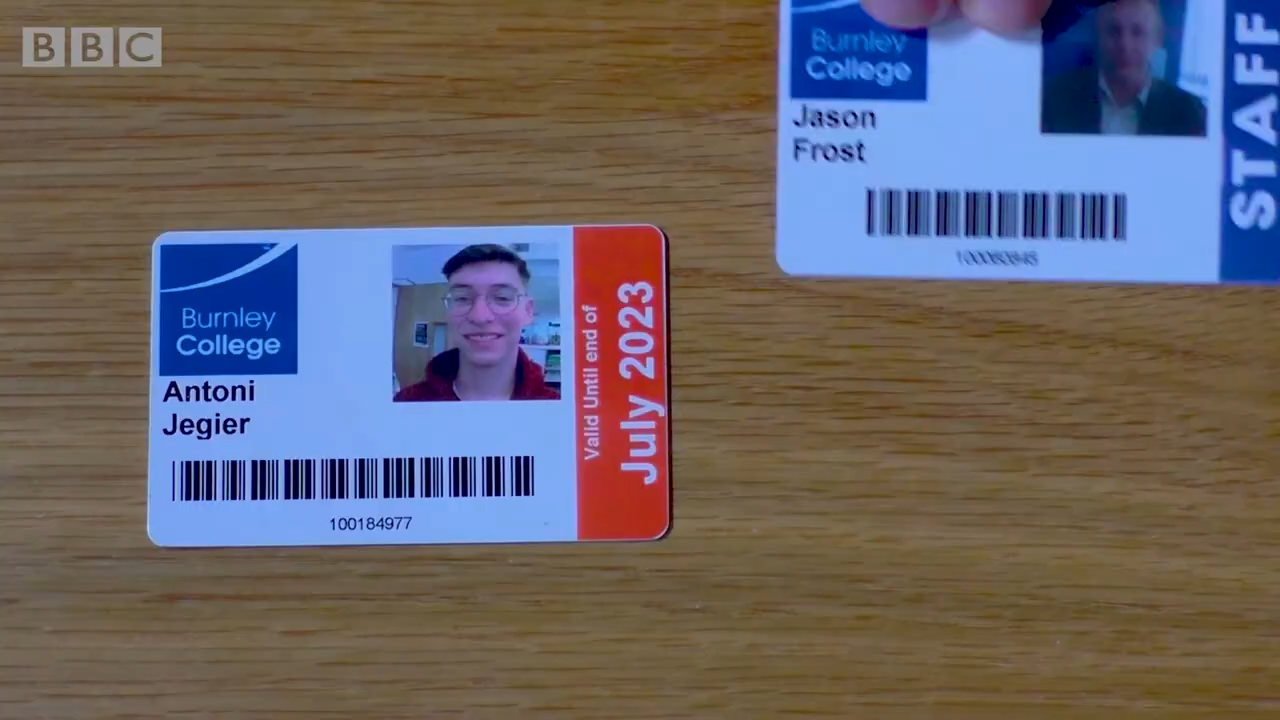 BBC
Burnley
College
Jason
Frost
STAFF
Burnley
College
Antoni
Jegier
100184977
Valid Until end of
July 2023